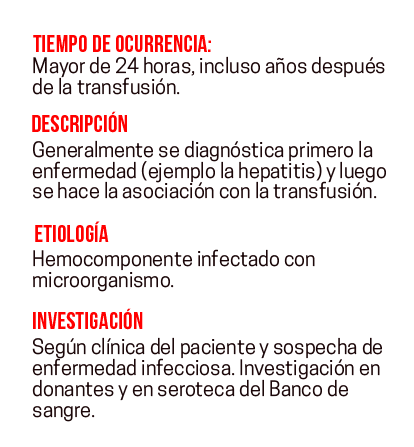 TIEMPO DE OCURRENCIA:
Mayor de 24 horas, incluso años después
de la transfusión.
DESCRIPCIÓN
Generalmente se diagnóstica primero la
enfermedad (ejemplo la hepatitis) y luego
se hace la asociación con la transfusión.
ETIOLOGÍA
Hemocomponente infectado con
microorganismo.
INVESTIGACIÓN
Según clínica del paciente y sospecha de
enfermedad infecciosa. Investigación en
donantes y en seroteca del Banco de
sangre.